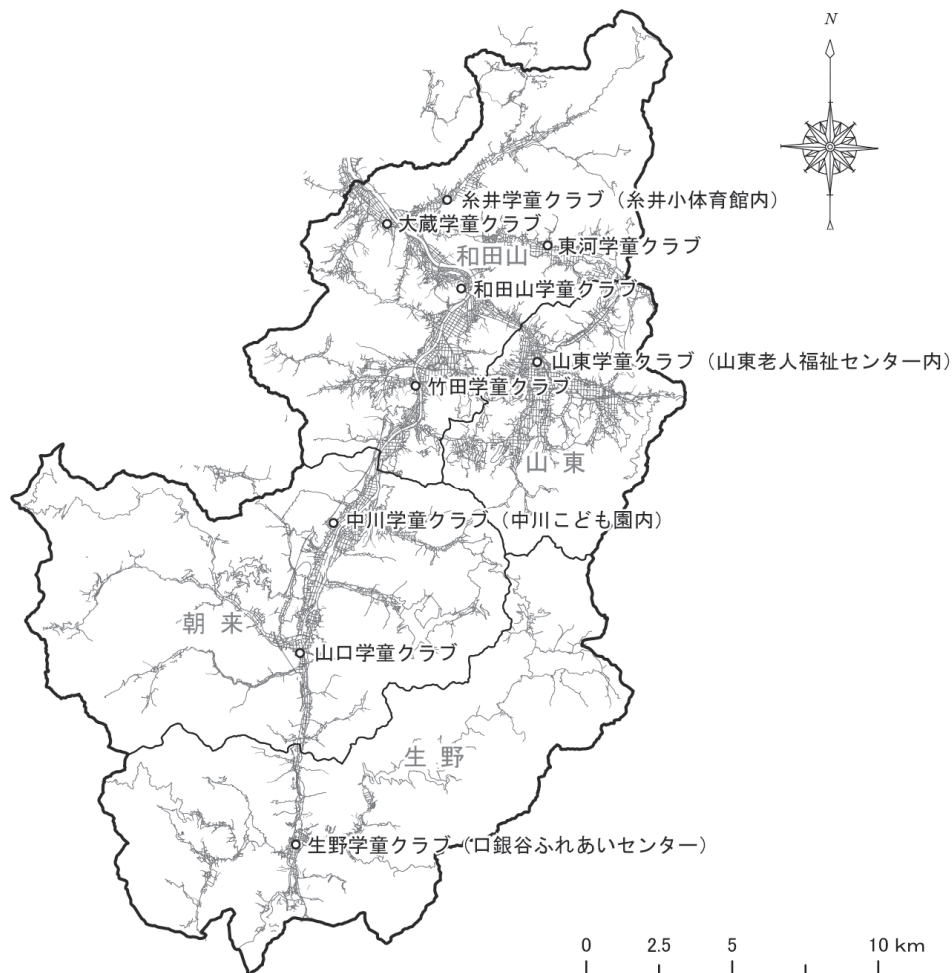 N
糸井学童クラブ（糸井小体育館内）
大蔵学童クラブ
東河学童クラブ
和田山
和田山学童クラブ
山東学童クラブ（山東老人福祉センター内）
竹田学童クラブ
山東
中川学童クラブ（中川こども園内）
朝来
山口学童クラブ
生野
生野学童クラブ（口銀谷ふれあいセンター）
0 2.5 5 10 km